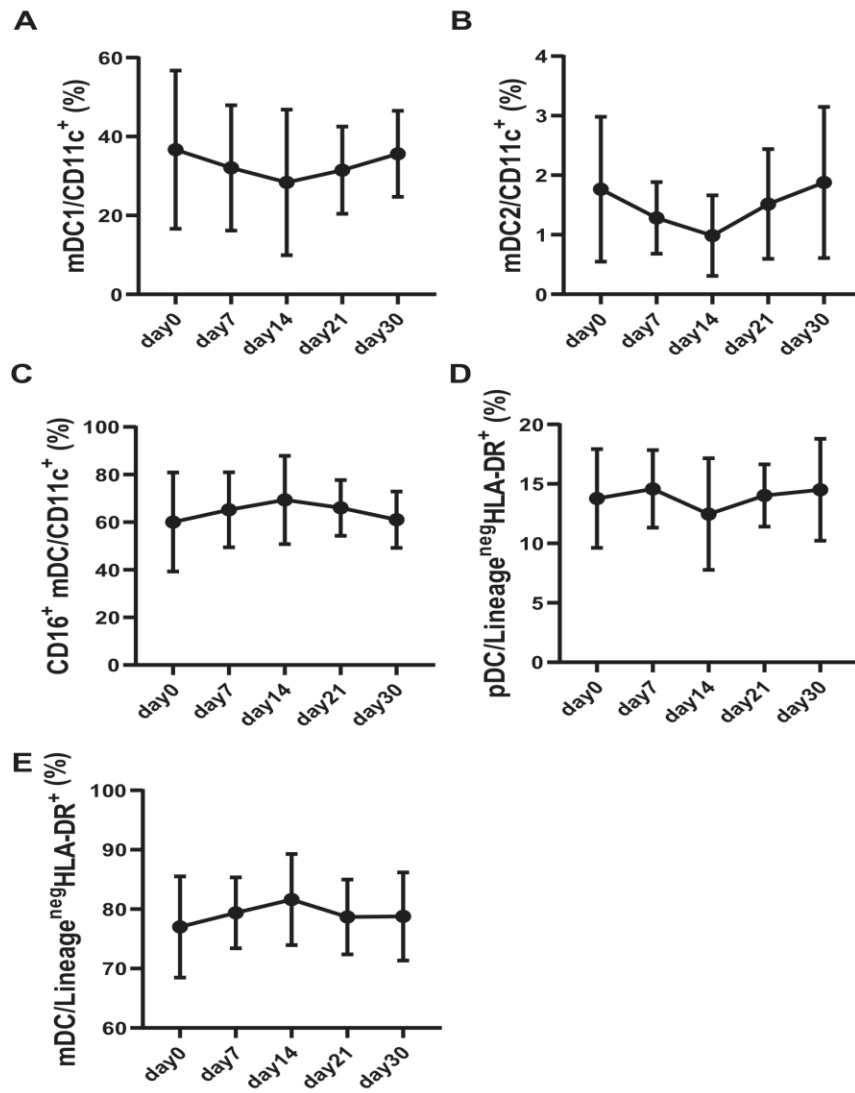 A
mDC1/CD11c⁺ (%)
60
40
20
0
day0 day7 day14 day21 day30
B
mDC2/CD11c⁺ (%)
4
3
2
1
0
day0 day7 day14 day21 day30
C
CD16⁺ mDC/CD11c⁺ (%)
100
80
60
40
20
0
day0 day7 day14 day21 day30
D
pDC/LineageⁿᵉᵍHLA-DR⁺ (%)
20
15
10
5
0
day0 day7 day14 day21 day30
E
mDC/LineageⁿᵉᵍHLA-DR⁺ (%)
100
90
80
70
60
day0 day7 day14 day21 day30